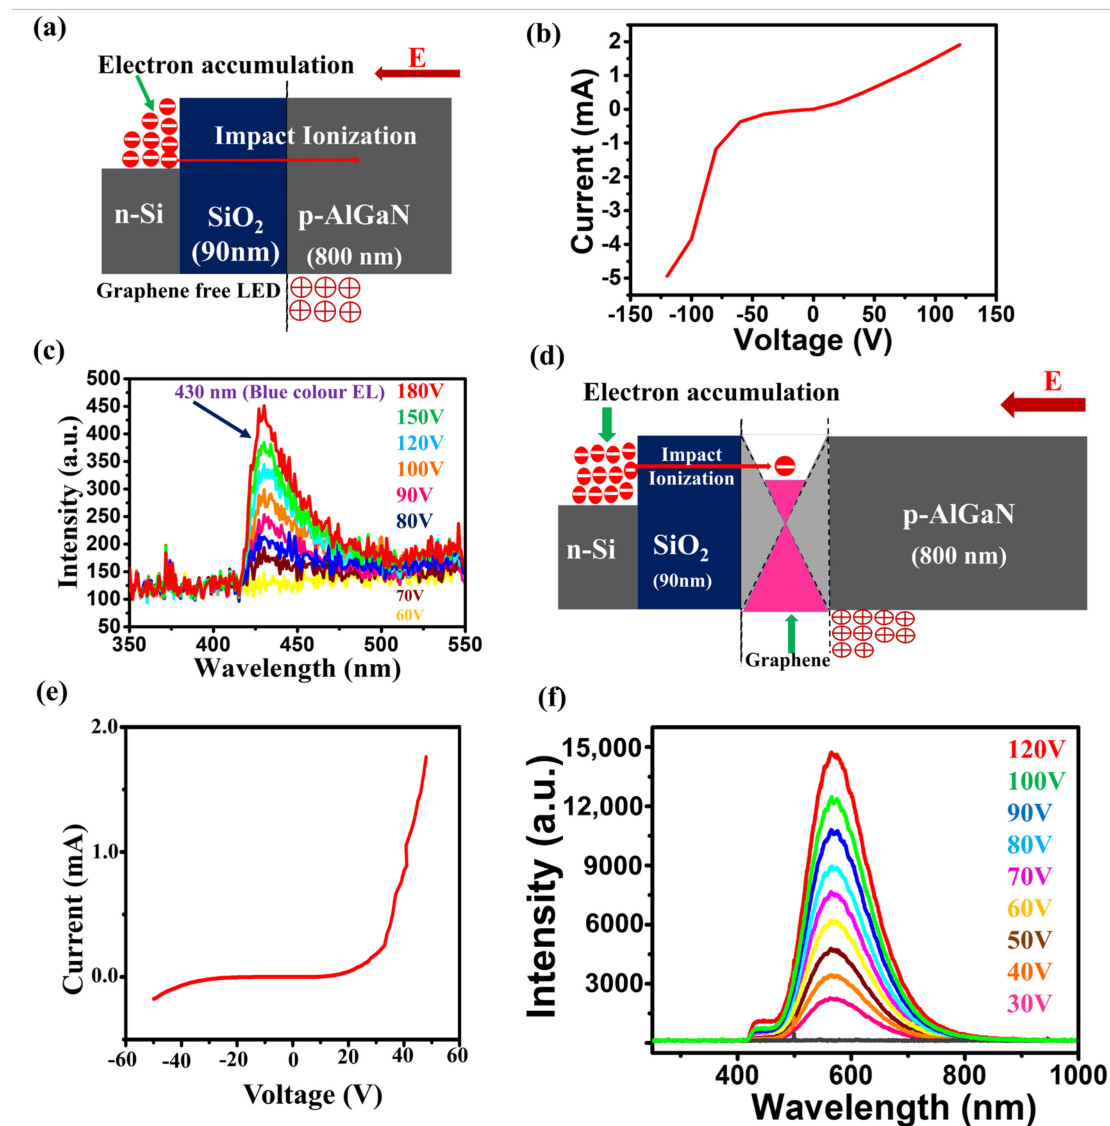 (a)
Electron accumulation
E
Impact Ionization
n-Si
SiO2
(90nm)
p-AlGaN
(800 nm)
Graphene free LED
(b)
Current (mA)
2
1
0
-1
-2
-3
-4
-5
-150 -100 -50 0 50 100 150
Voltage (V)
(c)
Intensity (a.u.)
500
450
400
350
300
250
200
150
100
50
430 nm (Blue colour EL)
180V
150V
120V
100V
90V
80V
70V
60V
350 400 450 500 550
Wavelength (nm)
(d)
Electron accumulation
E
Impact
Ionization
n-Si
SiO2
(90nm)
p-AlGaN
(800 nm)
Graphene
(e)
Current (mA)
2.0
1.0
0.0
-60 -40 -20 0 20 40 60
Voltage (V)
(f)
Intensity (a.u.)
15,000
12,000
9000
6000
3000
0
120V
100V
90V
80V
70V
60V
50V
40V
30V
400 600 800 1000
Wavelength (nm)